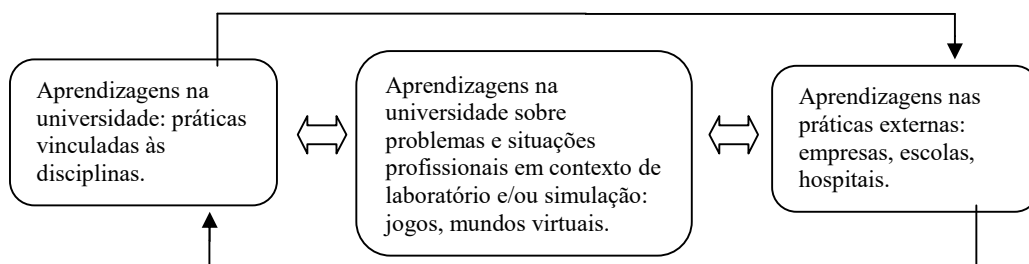 Aprendizagens na
universidade: práticas
vinculadas às
disciplinas.
Aprendizagens na
universidade sobre
problemas e situações
profissionais em contexto de
laboratório e/ou simulação:
jogos, mundos virtuais.
Aprendizagens nas
práticas externas:
empresas, escolas,
hospitais.